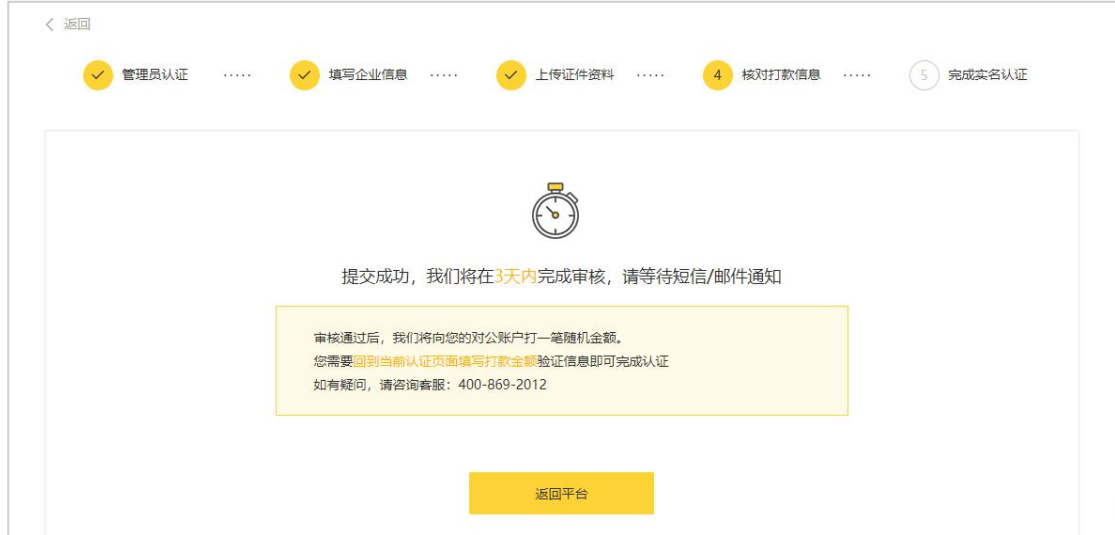 返回
管理员认证 ····· 填写企业信息 ····· 上传证件资料 ····· 4 核对打款信息 ····· 5 完成实名认证
提交成功，我们将在3天内完成审核，请等待短信/邮件通知
审核通过后，我们将向您的对公账户打一笔随机金额。
您需要回到当前认证页面填写打款金额验证信息即可完成认证
如有疑问，请咨询客服：400-869-2012
返回平台